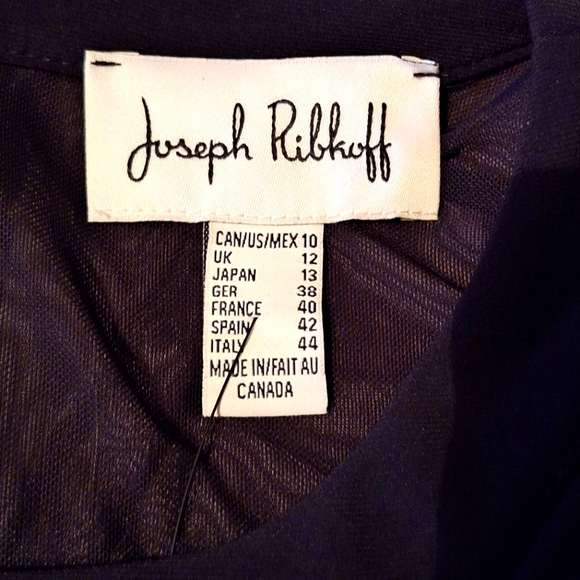 Joseph Ribkoff
CAN/US/MEX 10
UK 12
JAPAN 13
GER 38
FRANCE 40
SPAIN 42
ITALY 44
MADE IN/FAIT AU
CANADA